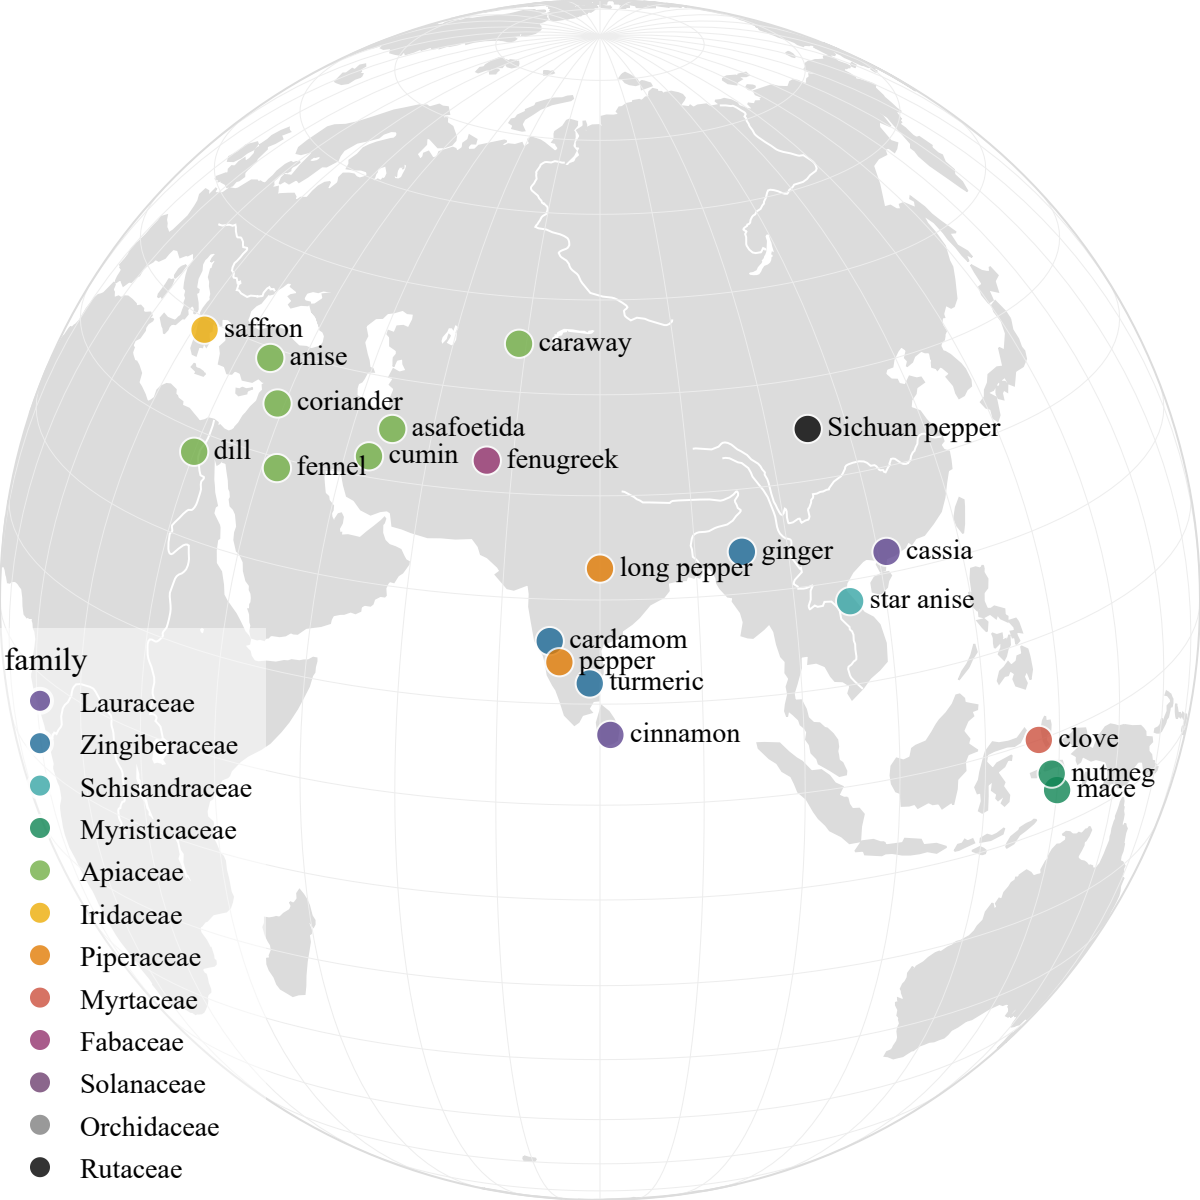 saffron
caraway
anise
coriander
asafoetida
Sichuan pepper
dill
cumin
fenugreek
fennel
ginger
cassia
long pepper
star anise
cardamom
pepper
turmeric
cinnamon
clove
nutmeg
mace
family
Lauraceae
Zingiberaceae
Schisandraceae
Myristicaceae
Apiaceae
Iridaceae
Piperaceae
Myrtaceae
Fabaceae
Solanaceae
Orchidaceae
Rutaceae